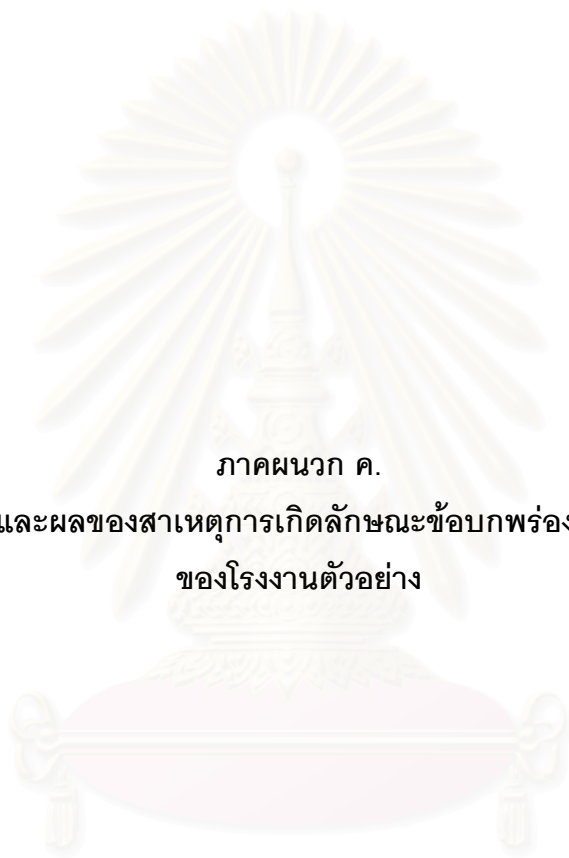 ภาคผนวก ค.
และผลของสาเหตุการเกิดลักษณะข้อบกพร่อง
ของโรงงานตัวอย่าง